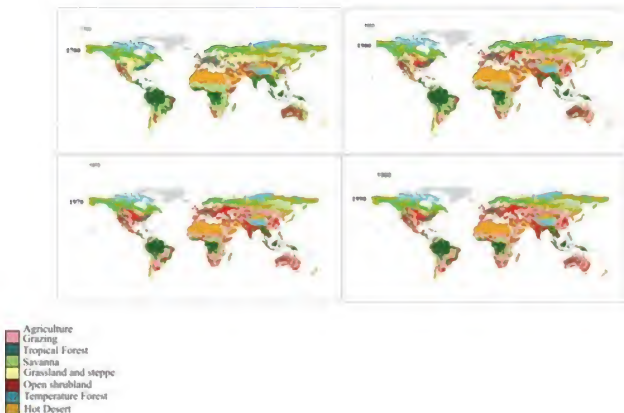 1700
1900
1970
1990
Agriculture
Grazing
Tropical Forest
Savanna
Grassland and steppe
Open shrubland
Temperature Forest
Hot Desert